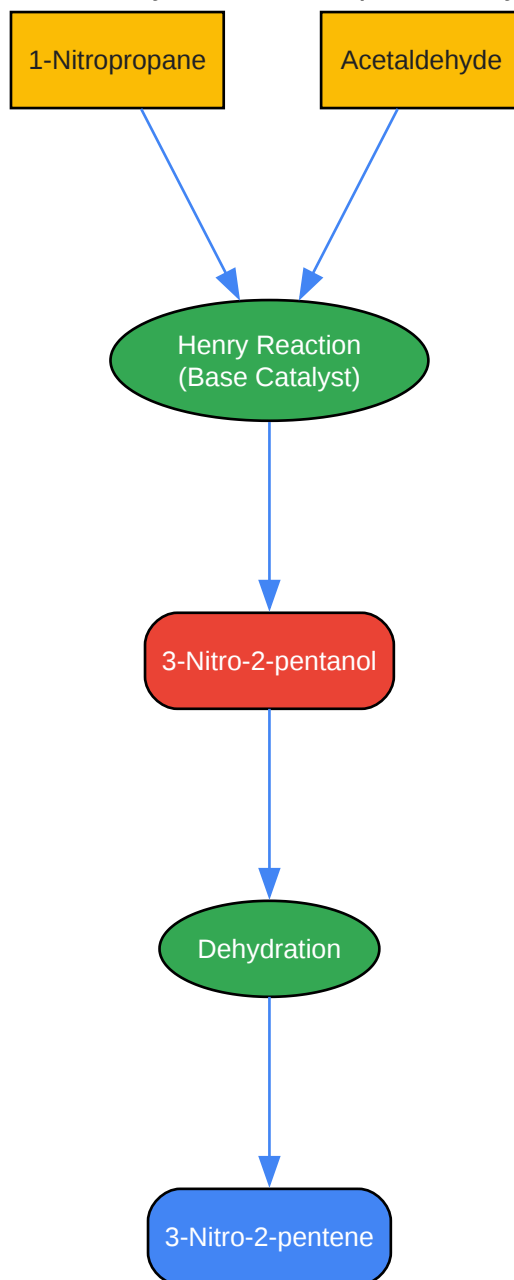 1-Nitropropane
Acetaldehyde
Henry Reaction
(Base Catalyst)
3-Nitro-2-pentanol
Dehydration
3-Nitro-2-pentene